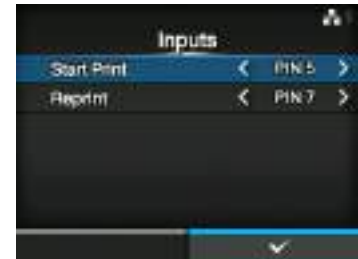 Inputs
Start Print < PIN 5 >
Reprint < PIN 7 >